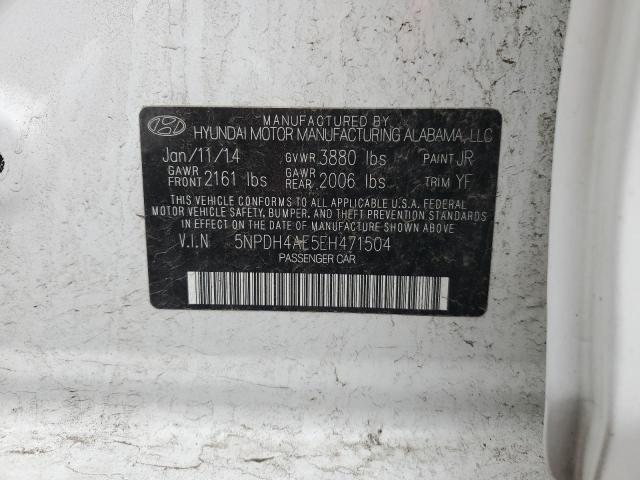 MANUFACTURED BY
HYUNDAI MOTOR MANUFACTURING ALABAMA, LLC
Jan/11/14 GVWR 3880 lbs PAINT JR
GAWR FRONT 2161 lbs GAWR REAR 2006 lbs TRIM YF
THIS VEHICLE CONFORMS TO ALL APPLICABLE U.S.A. FEDERAL
MOTOR VEHICLE SAFETY, BUMPER, AND THEFT PREVENTION STANDARDS
IN EFFECT ON THE DATE OF MANUFACTURE SHOWN ABOVE
V.I.N 5NPDH4AE5EH471504
PASSENGER CAR